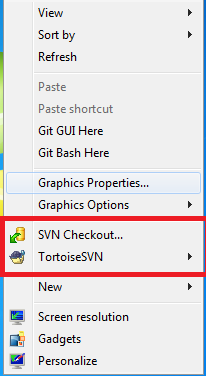 View
Sort by
Refresh
Paste
Paste shortcut
Git GUI Here
Git Bash Here
Graphics Properties...
Graphics Options
SVN Checkout...
TortoiseSVN
New
Screen resolution
Gadgets
Personalize